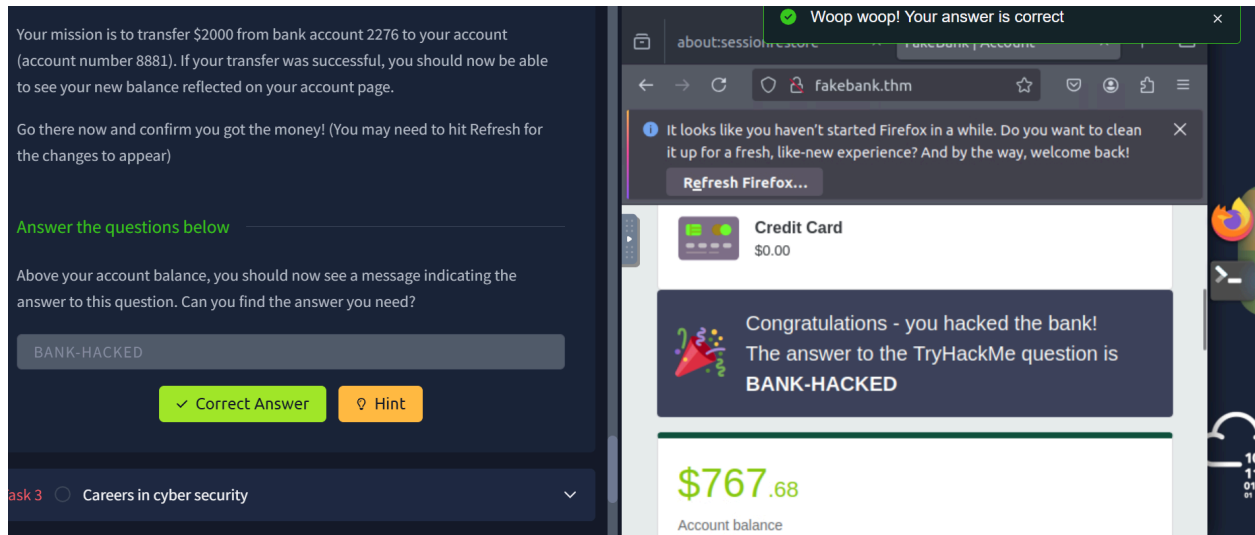 Woop woop! Your answer is correct
Your mission is to transfer $2000 from bank account 2276 to your account
(account number 8881). If your transfer was successful, you should now be able
to see your new balance reflected on your account page.
Go there now and confirm you got the money! (You may need to hit Refresh for
the changes to appear)
Answer the questions below
Above your account balance, you should now see a message indicating the
answer to this question. Can you find the answer you need?
BANK-HACKED
Correct Answer
Hint
Task 3
Careers in cyber security
about:sessionrestore
FakeBank | Account
fakebank.thm
It looks like you haven't started Firefox in a while. Do you want to clean
it up for a fresh, like-new experience? And by the way, welcome back!
Refresh Firefox...
Credit Card
$0.00
Congratulations - you hacked the bank!
The answer to the TryHackMe question is
BANK-HACKED
$767.68
Account balance